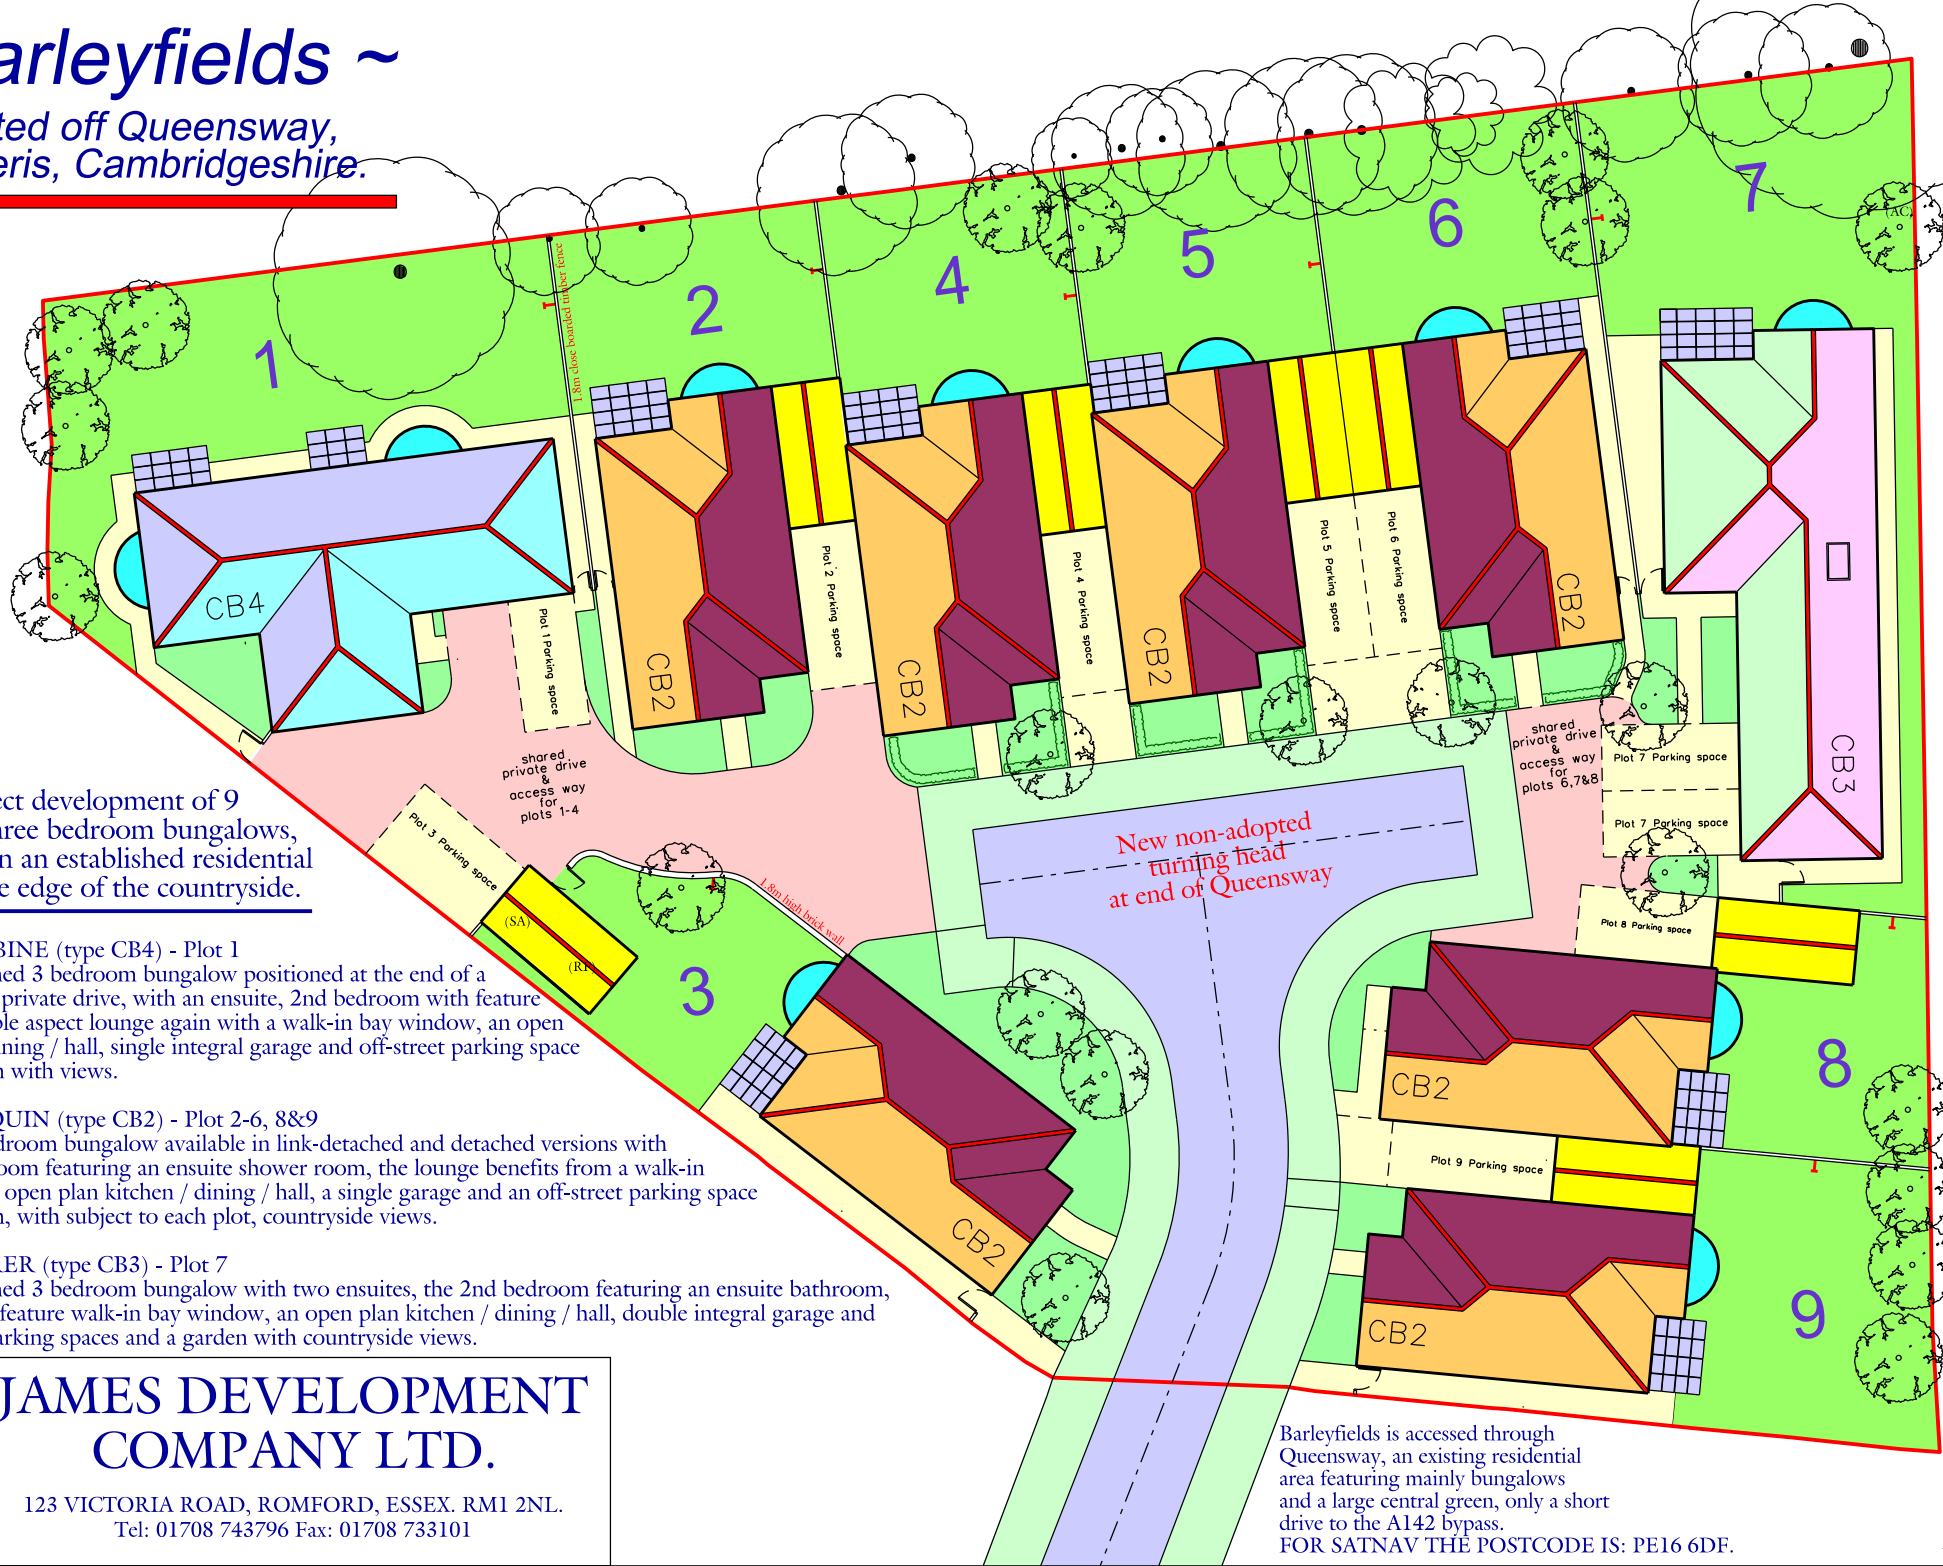 arleyfields ~
ted off Queensway,
eris, Cambridgeshire.
1
2
4
5
6
7
(AC)
1.8m close boarded timber fence
CB4
CB2
CB2
CB2
CB2
CB3
Plot 1 Parking space
Plot 2 Parking space
Plot 4 Parking space
Plot 5 Parking space
Plot 6 Parking space
shared
private drive
&
access way
for
plots 1-4
shared
private drive
&
access way
for
plots 6,7&8
Plot 7 Parking space
Plot 7 Parking space
Plot 8 Parking space
New non-adopted
turning head
at end of Queensway
Plot 3 Parking space
(SA)
(RP)
1.8m high brick wall
3
CB2
8
CB2
Plot 9 Parking space
9
CB2
ect development of 9
hree bedroom bungalows,
n an established residential
e edge of the countryside.
BINE (type CB4) - Plot 1
hed 3 bedroom bungalow positioned at the end of a
private drive, with an ensuite, 2nd bedroom with feature
ble aspect lounge again with a walk-in bay window, an open
ining / hall, single integral garage and off-street parking space
n with views.
QUIN (type CB2) - Plot 2-6, 8&9
droom bungalow available in link-detached and detached versions with
oom featuring an ensuite shower room, the lounge benefits from a walk-in
open plan kitchen / dining / hall, a single garage and an off-street parking space
n, with subject to each plot, countryside views.
RER (type CB3) - Plot 7
hed 3 bedroom bungalow with two ensuites, the 2nd bedroom featuring an ensuite bathroom,
feature walk-in bay window, an open plan kitchen / dining / hall, double integral garage and
arking spaces and a garden with countryside views.
JAMES DEVELOPMENT
COMPANY LTD.
123 VICTORIA ROAD, ROMFORD, ESSEX. RM1 2NL.
Tel: 01708 743796 Fax: 01708 733101
Barleyfields is accessed through
Queensway, an existing residential
area featuring mainly bungalows
and a large central green, only a short
drive to the A142 bypass.
FOR SATNAV THE POSTCODE IS: PE16 6DF.